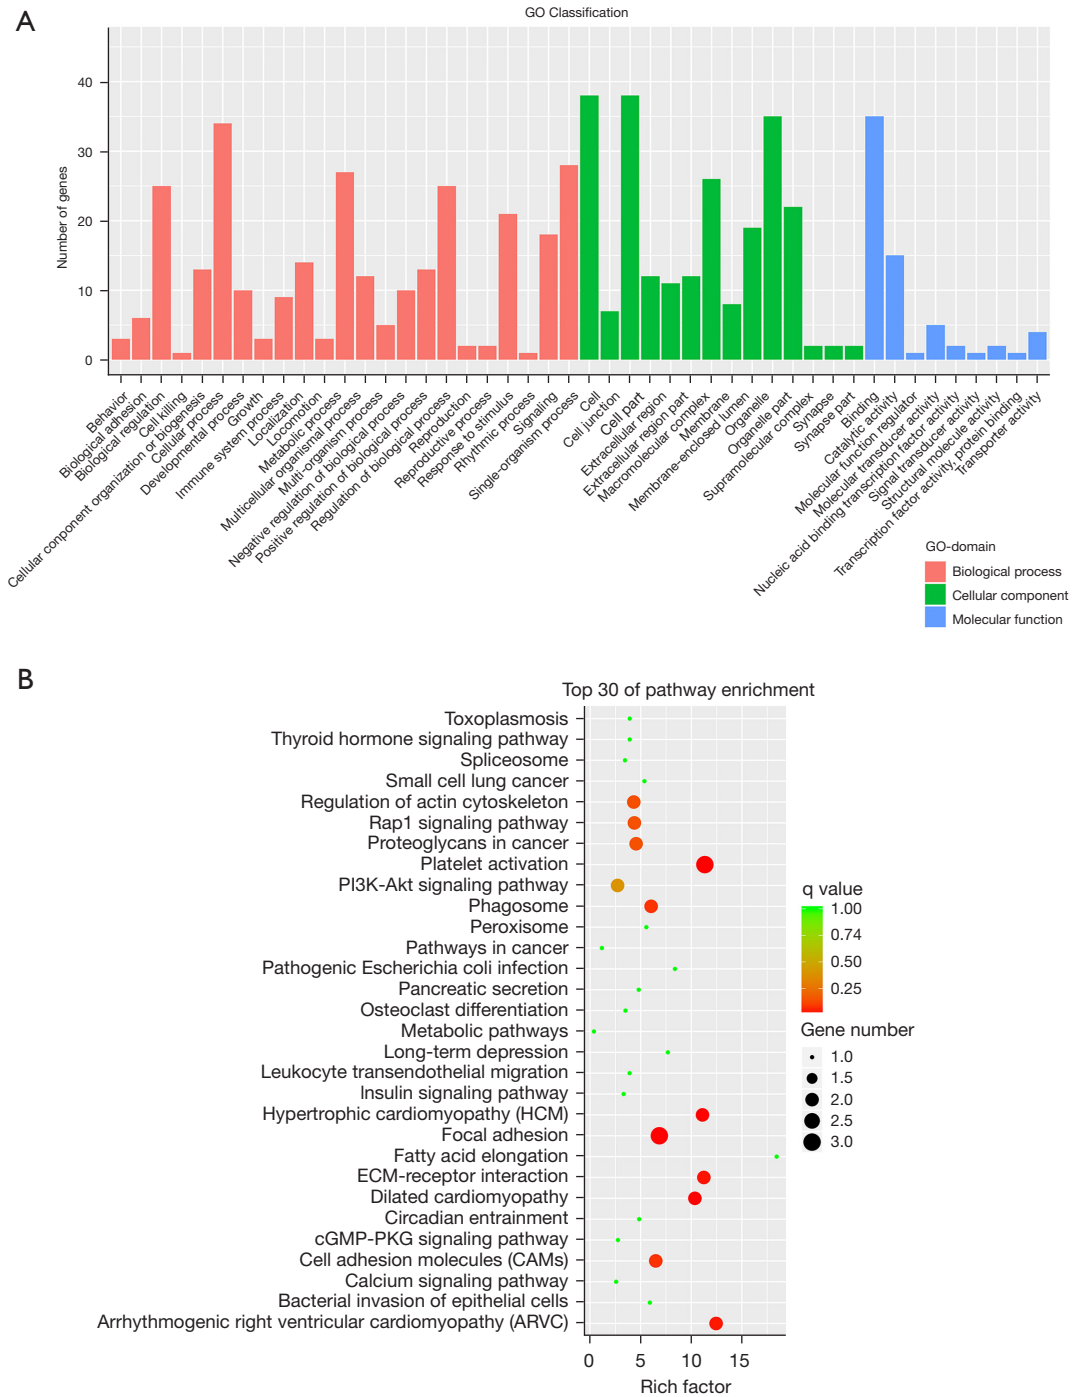 A
GO Classification
Number of genes
40
30
20
10
0
Behavior
Biological adhesion
Biological regulation
Cell killing
Cellular conponent organization or biogenesis
Cellular process
Developmental process
Growth
Immune system process
Localization
Locomotion
Metabolic process
Multicellular organismal process
Multi-organism process
Negative regulation of biological process
Positive regulation of biological process
Regulation of biological process
Reproduction
Reproductive process
Response to stimulus
Rhythmic process
Signaling
Single-organism process
Cell
Cell junction
Cell part
Extracellular region
Extracellular region part
Macromolecular complex
Membrane
Membrane-enclosed lumen
Organelle
Organelle part
Supramolecular complex
Synapse
Synapse part
Binding
Catalytic activity
Molecular function regulator
Molecular transducer activity
Nucleic acid binding transcription factor activity
Signal transducer activity
Structural molecule activity
Transcription factor activity, protein binding
Transporter activity
GO-domain
Biological process
Cellular component
Molecular function
B
Top 30 of pathway enrichment
Toxoplasmosis
Thyroid hormone signaling pathway
Spliceosome
Small cell lung cancer
Regulation of actin cytoskeleton
Rap1 signaling pathway
Proteoglycans in cancer
Platelet activation
PI3K-Akt signaling pathway
Phagosome
Peroxisome
Pathways in cancer
Pathogenic Escherichia coli infection
Pancreatic secretion
Osteoclast differentiation
Metabolic pathways
Long-term depression
Leukocyte transendothelial migration
Insulin signaling pathway
Hypertrophic cardiomyopathy (HCM)
Focal adhesion
Fatty acid elongation
ECM-receptor interaction
Dilated cardiomyopathy
Circadian entrainment
cGMP-PKG signaling pathway
Cell adhesion molecules (CAMs)
Calcium signaling pathway
Bacterial invasion of epithelial cells
Arrhythmogenic right ventricular cardiomyopathy (ARVC)
0 5 10 15
Rich factor
q value
1.00
0.74
0.50
0.25
Gene number
1.0
1.5
2.0
2.5
3.0